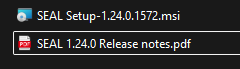 SEAL Setup-1.24.0.1572.msi
SEAL 1.24.0 Release notes.pdf